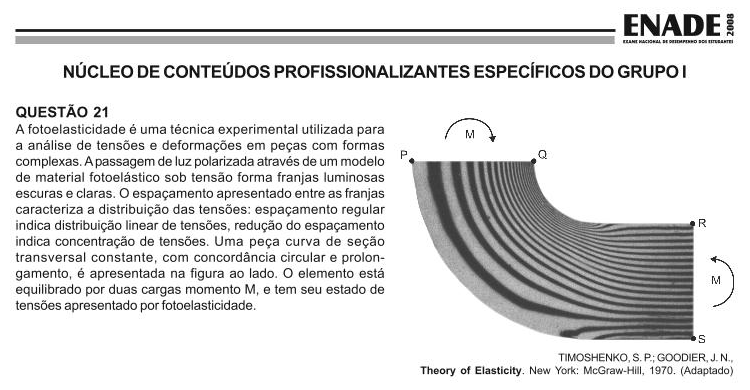 ENADE
2008
EXAME NACIONAL DE DESEMPENHO DOS ESTUDANTES
NÚCLEO DE CONTEÚDOS PROFISSIONALIZANTES ESPECÍFICOS DO GRUPO I
QUESTÃO 21
A fotoelasticidade é uma técnica experimental utilizada para
a análise de tensões e deformações em peças com formas
complexas. A passagem de luz polarizada através de um modelo
de material fotoelástico sob tensão forma franjas luminosas
escuras e claras. O espaçamento apresentado entre as franjas
caracteriza a distribuição das tensões: espaçamento regular
indica distribuição linear de tensões, redução do espaçamento
indica concentração de tensões. Uma peça curva de seção
transversal constante, com concordância circular e prolon-
gamento, é apresentada na figura ao lado. O elemento está
equilibrado por duas cargas momento M, e tem seu estado de
tensões apresentado por fotoelasticidade.
M
P
Q
R
M
S
TIMOSHENKO, S. P.; GOODIER, J. N.,
Theory of Elasticity. New York: McGraw-Hill, 1970. (Adaptado)